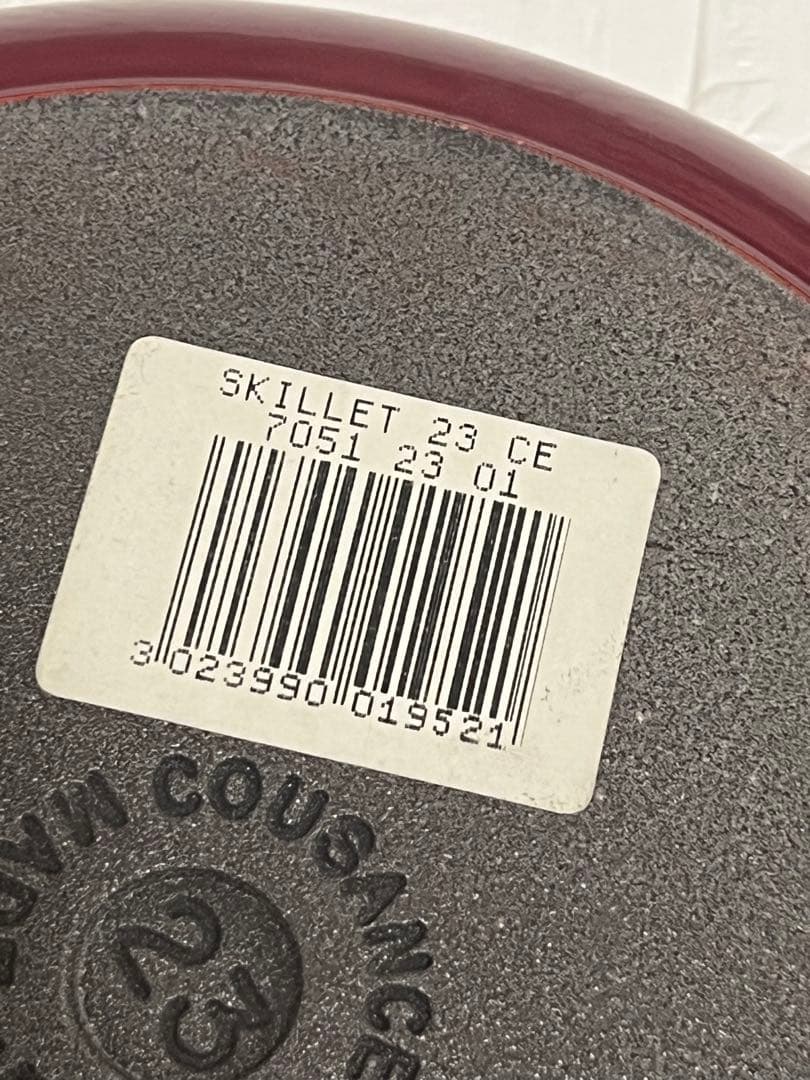 SKILLET 23 CE
7051 23 01
3 023990 019521
COUSANCE
23